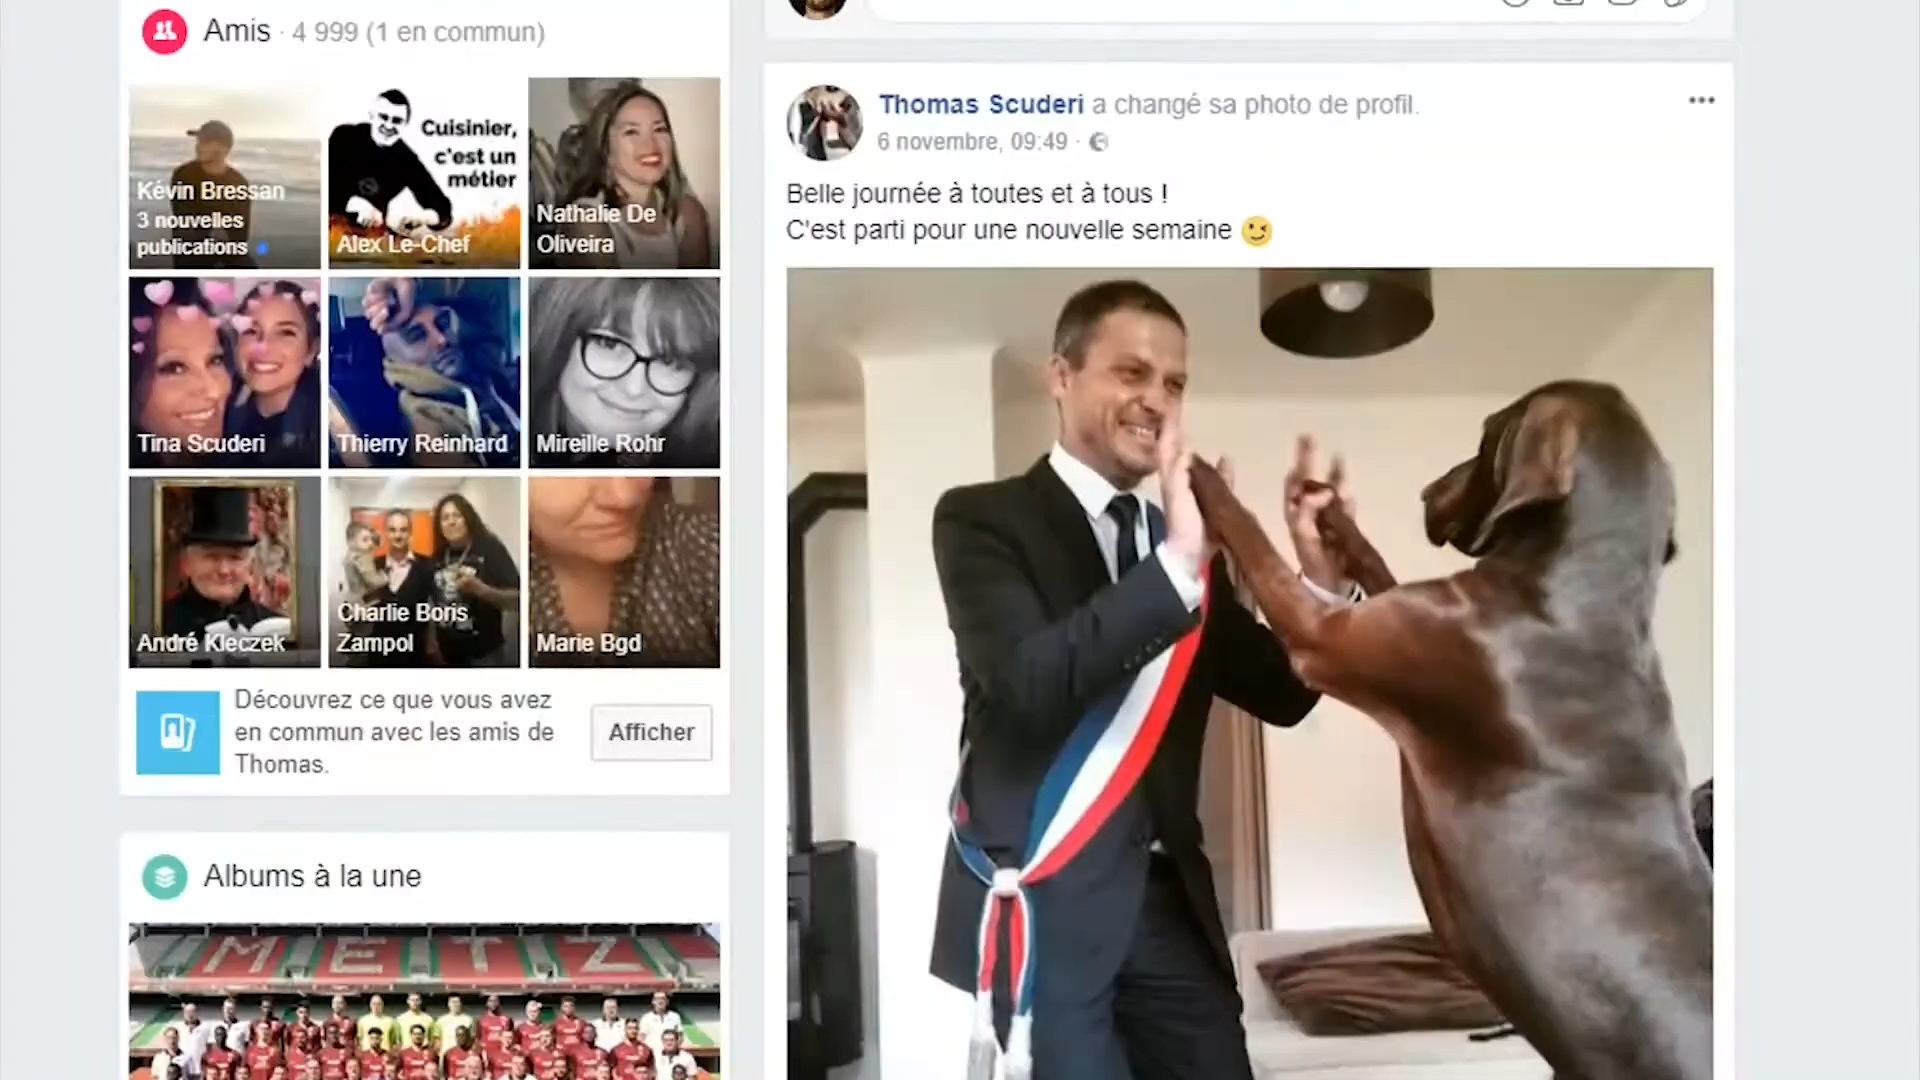 Amis · 4 999 (1 en commun)
Kévin Bressan
3 nouvelles
publications
Cuisinier,
c'est un
métier
Alex Le-Chef
Nathalie De
Oliveira
Tina Scuderi
Thierry Reinhard
Mireille Rohr
André Kleczek
Charlie Boris
Zampol
Marie Bgd
Découvrez ce que vous avez
en commun avec les amis de
Thomas.
Afficher
Albums à la une
METZ
Thomas Scuderi a changé sa photo de profil.
6 novembre, 09:49 ·
Belle journée à toutes et à tous !
C'est parti pour une nouvelle semaine 😉